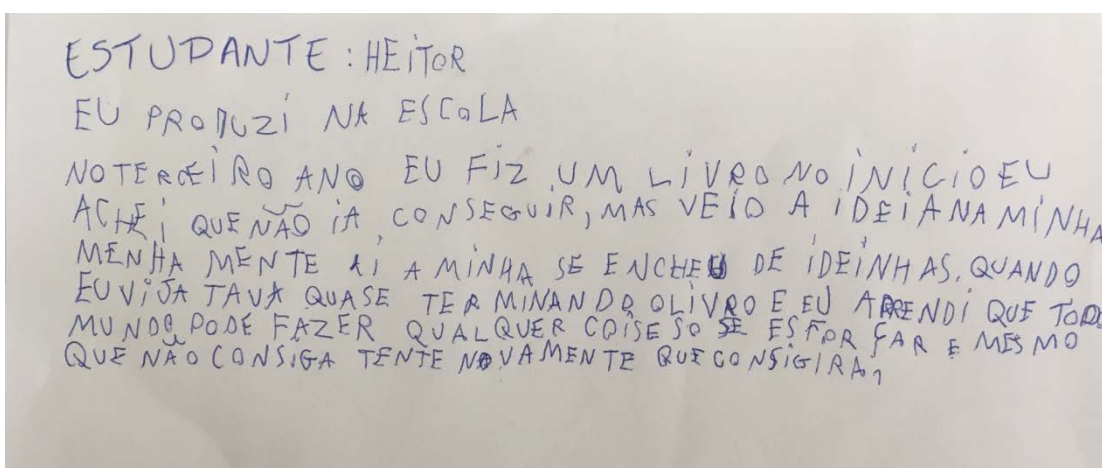 ESTUDANTE: HEITOR
EU PRODUZI NA ESCOLA
NO TERCEIRO ANO EU FIZ UM LIVRO NO INÍCIO EU
ACHEI QUE NÃO IA CONSEGUIR, MAS VEIO A IDEIA NA MINHA
MENHA MENTE AI A MINHA SE ENCHEU DE IDEINHAS. QUANDO
EU VI JA TAVA QUASE TERMINANDO O LIVRO E EU APRENDI QUE TODO
MUNDO PODE FAZER QUALQUER COISE SO SE ESFORÇAR E MESMO
QUE NÃO CONSIGA TENTE NOVAMENTE QUE CONSIGIRA,